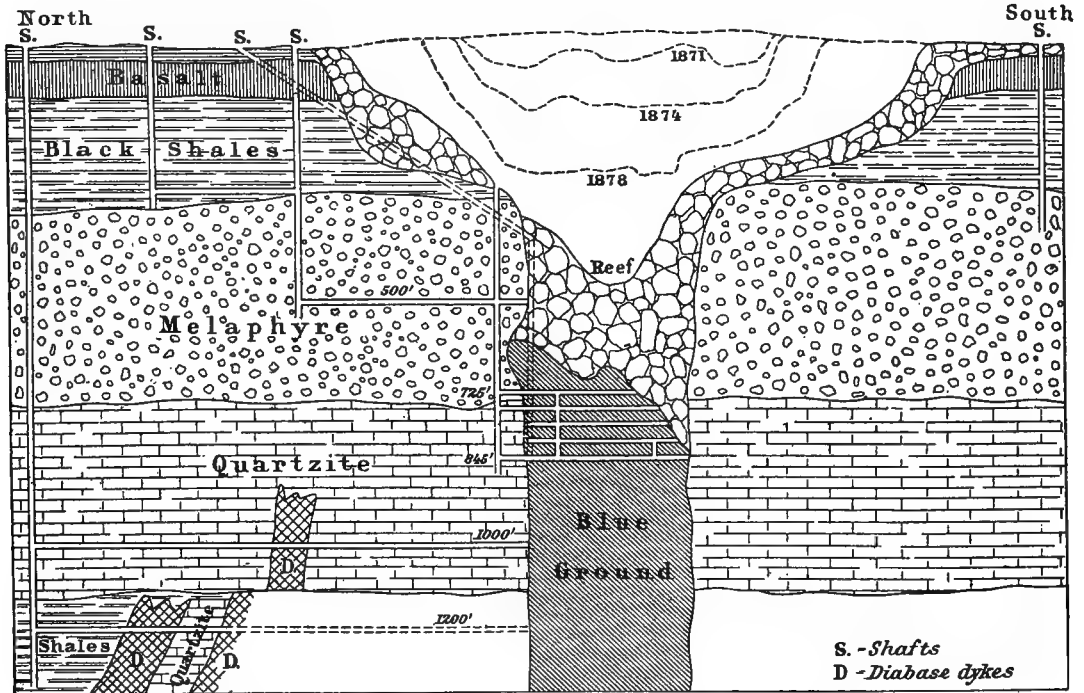 North
South
S.
S.
S.
S.
S.
1871
Basalt
1874
Black Shales
1878
Reef
500'
Melaphyre
725'
845'
Quartzite
Blue
1000'
D.
Ground
1200'
Shales
D.
Quartzite
D.
S. - Shafts
D - Diabase dykes